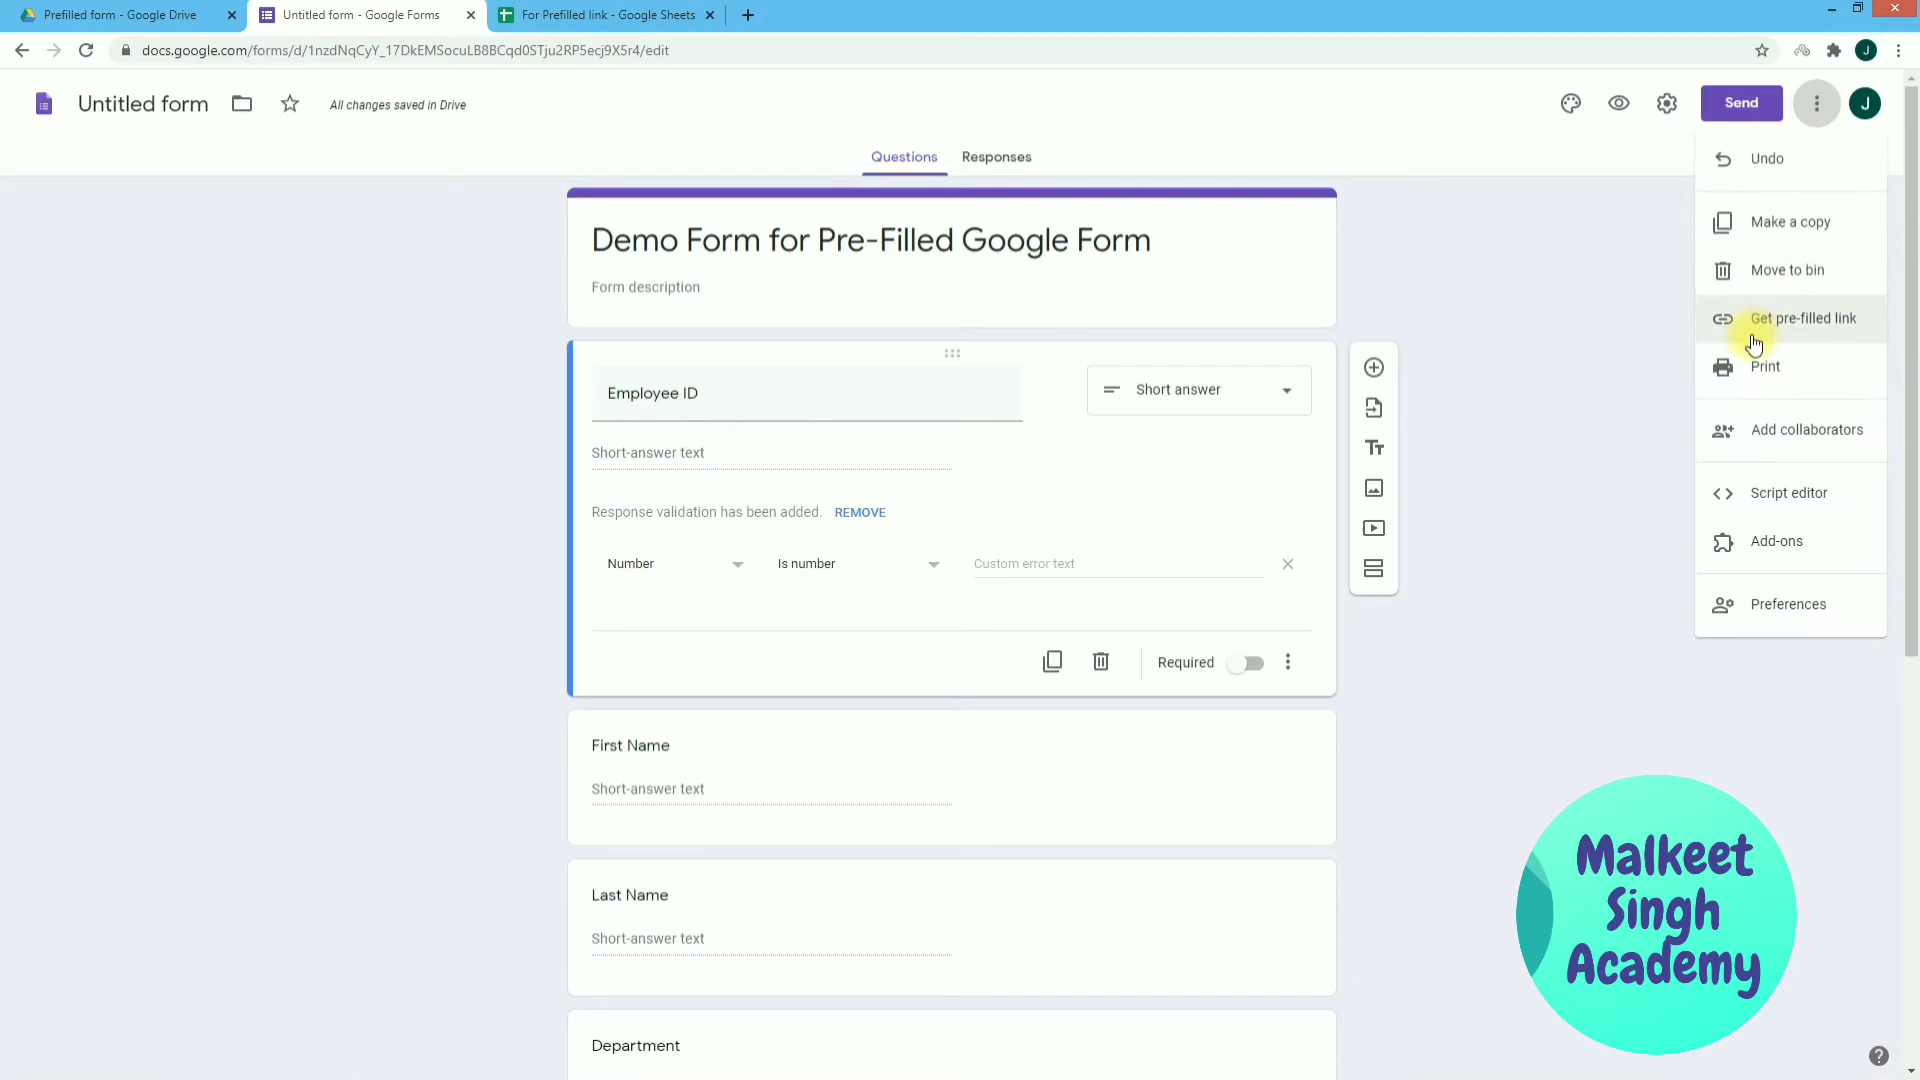 Prefilled form - Google Drive
Untitled form - Google Forms
For Prefilled link - Google Sheets
docs.google.com/forms/d/1nzdNqCyY_17DkEMSocuLB8BCqd0STju2RP5ecj9X5r4/edit
J
Untitled form
All changes saved in Drive
Send
J
Questions
Responses
Undo
Make a copy
Move to bin
Get pre-filled link
Print
Add collaborators
Script editor
Add-ons
Preferences
Demo Form for Pre-Filled Google Form
Form description
Employee ID
Short answer
Short-answer text
Response validation has been added. REMOVE
Number
Is number
Custom error text
Required
First Name
Short-answer text
Last Name
Short-answer text
Department
Malkeet
Singh
Academy